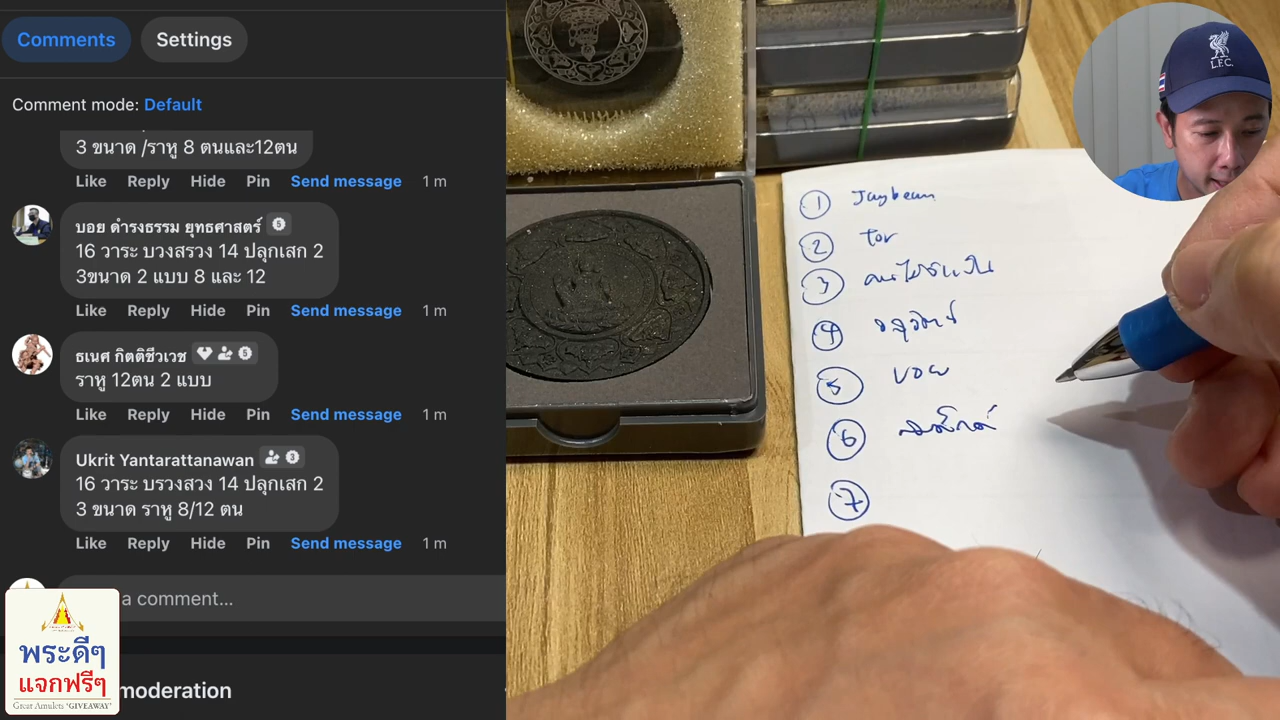 Comments
Settings
Comment mode: Default
3 ขนาด /ราหู 8 ตนและ12ตน
Like Reply Hide Pin Send message 1 m
บอย ดำรงธรรม ยุทธศาสตร์
16 วาระ บวงสรวง 14 ปลุกเสก 2
3ขนาด 2 แบบ 8 และ 12
Like Reply Hide Pin Send message 1 m
ธเนศ กิตติชีวเวช
ราหู 12ตน 2 แบบ
Like Reply Hide Pin Send message 1 m
Ukrit Yantarattanawan
16 วาระ บรวงสวง 14 ปลุกเสก 2
3 ขนาด ราหู 8/12 ตน
Like Reply Hide Pin Send message 1 m
a comment...
moderation
พระดีๆ
แจกฟรีๆ
Great Amulets 'GIVEAWAY'
L.F.C.
1 Jaybean
2 Tor
3
4
5 บอย
6
7